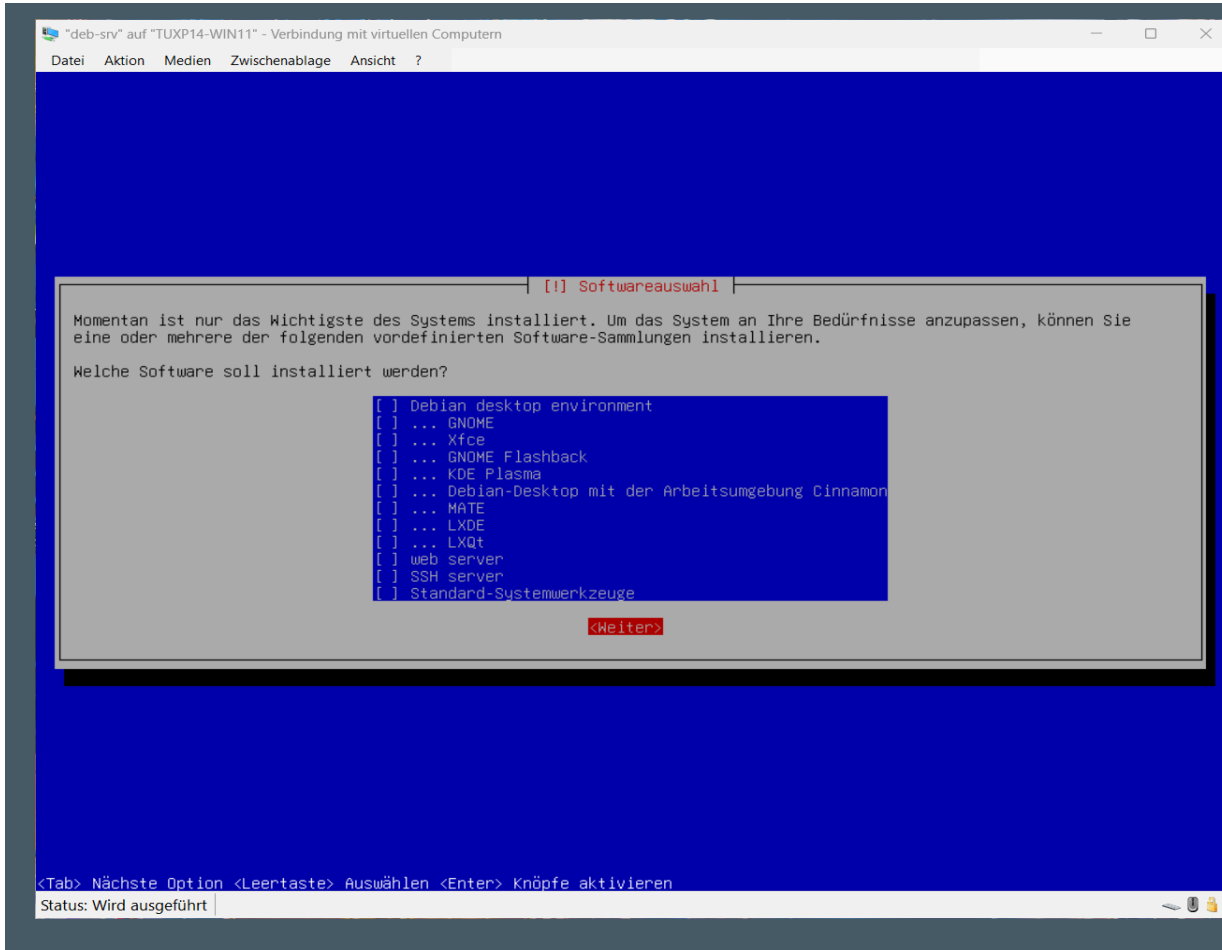 "deb-srv" auf "TUXP14-WIN11" - Verbindung mit virtuellen Computern
Datei Aktion Medien Zwischenablage Ansicht ?
[!] Softwareauswahl
Momentan ist nur das Wichtigste des Systems installiert. Um das System an Ihre Bedürfnisse anzupassen, können Sie
eine oder mehrere der folgenden vordefinierten Software-Sammlungen installieren.
Welche Software soll installiert werden?
[ ] Debian desktop environment
[ ] ... GNOME
[ ] ... Xfce
[ ] ... GNOME Flashback
[ ] ... KDE Plasma
[ ] ... Debian-Desktop mit der Arbeitsumgebung Cinnamon
[ ] ... MATE
[ ] ... LXDE
[ ] ... LXQt
[ ] web server
[ ] SSH server
[ ] Standard-Systemwerkzeuge
<Weiter>
<Tab> Nächste Option <Leertaste> Auswählen <Enter> Knöpfe aktivieren
Status: Wird ausgeführt